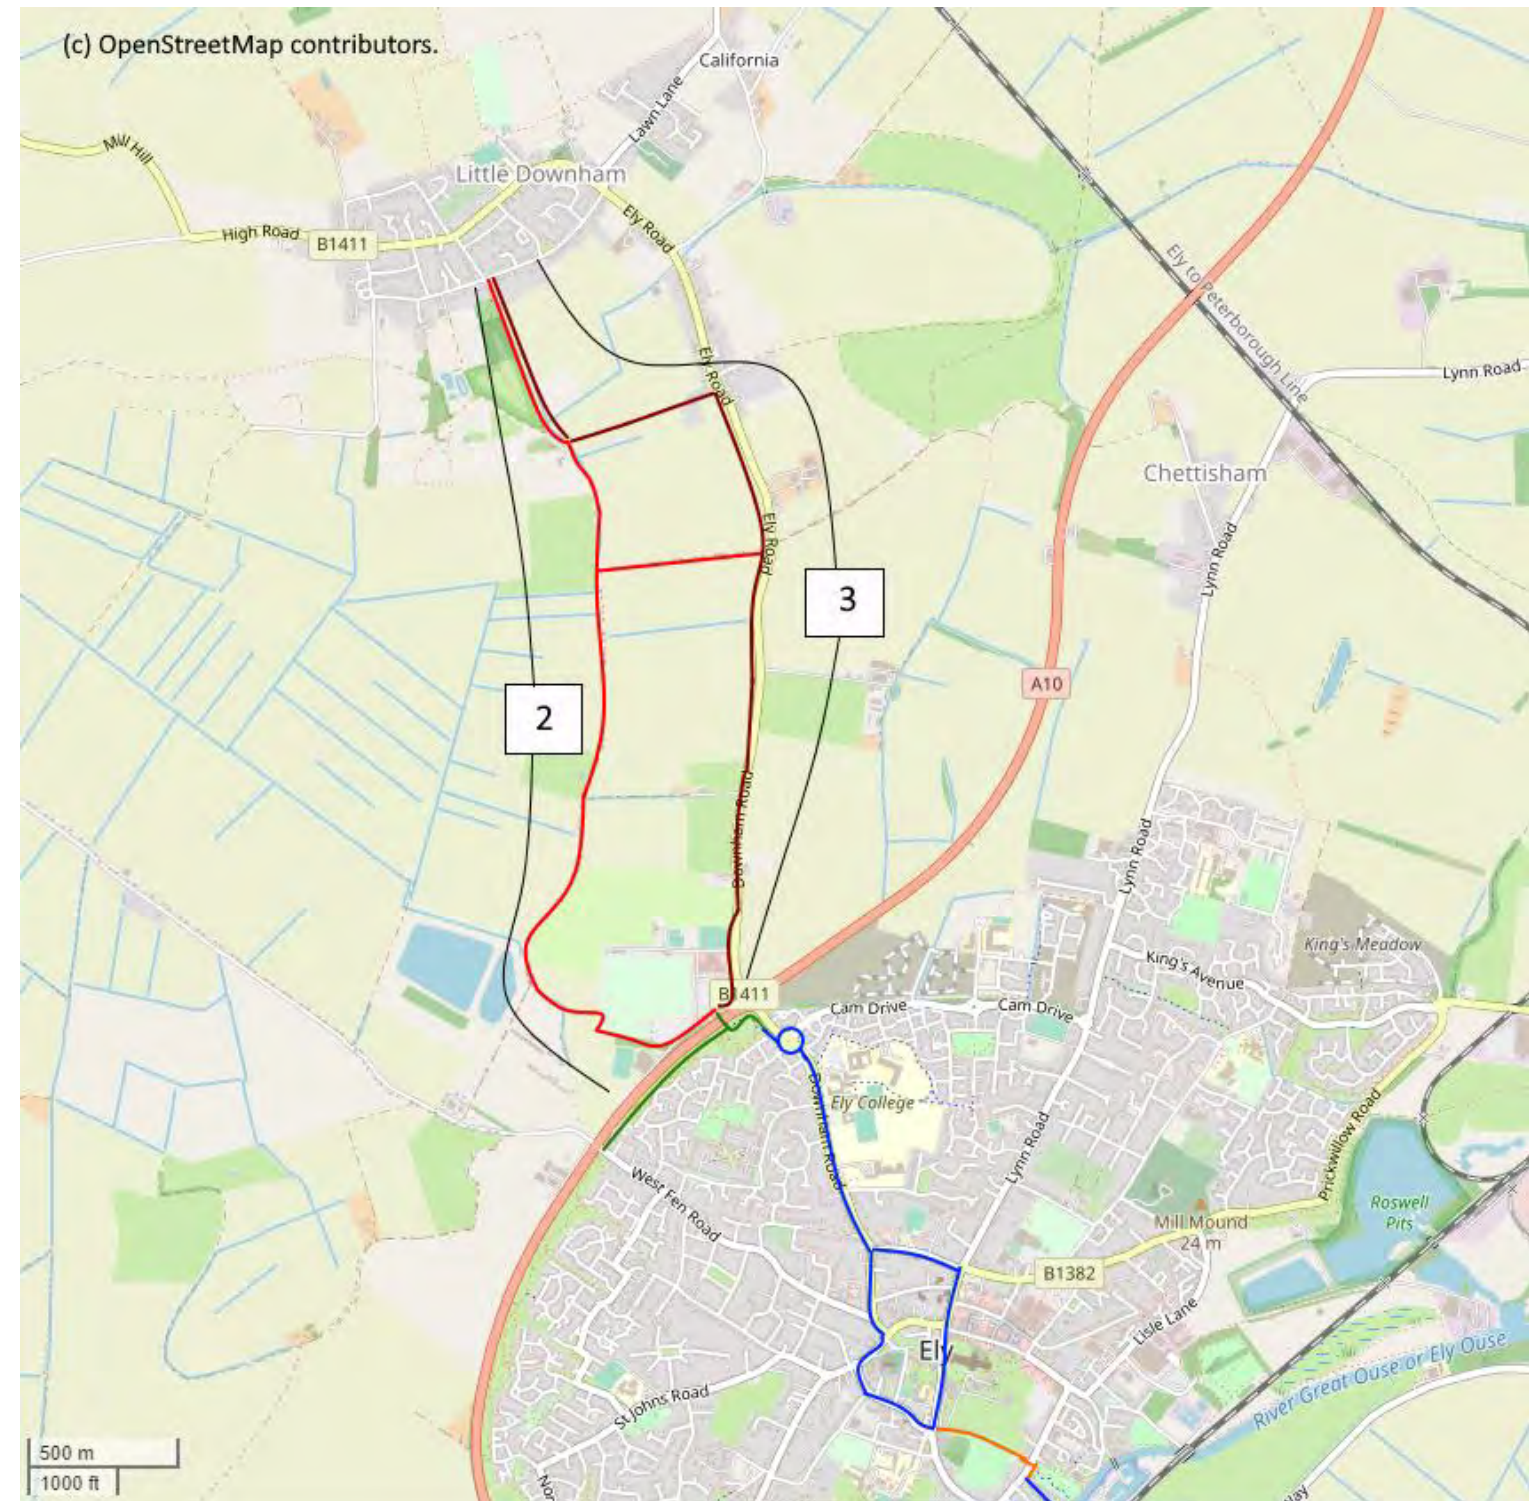 (c) OpenStreetMap contributors.
California
Lawn Lane
Mill Hill
Little Downham
High Road
B1411
Ely Road
Ely to Peterborough Line
Ely Road
Lynn Road
Chettisham
Ely Road
Lynn Road
3
A10
2
Downham Road
Lynn Road
King's Meadow
King's Avenue
B1411
Cam Drive
Cam Drive
Ely College
Downham Road
Lynn Road
Prickwillow Road
West Fen Road
Roswell
Pits
Mill Mound
24 m
B1382
Lisle Lane
Ely
River Great Ouse or Ely Ouse
St Johns Road
500 m
1000 ft